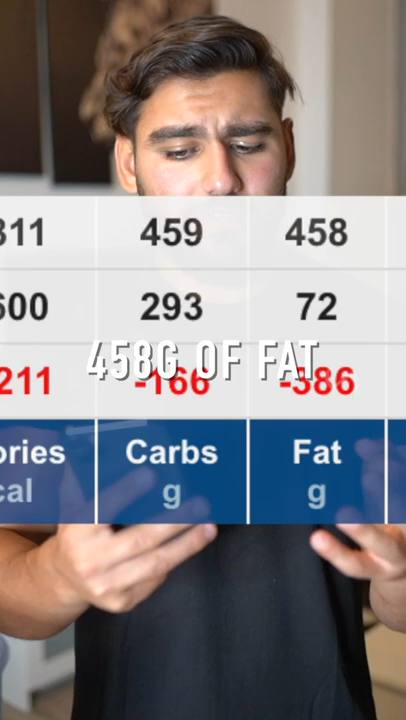 311 459 458
600 293 72
458G OF FAT
211 -166 -386
ories Carbs Fat
cal g g